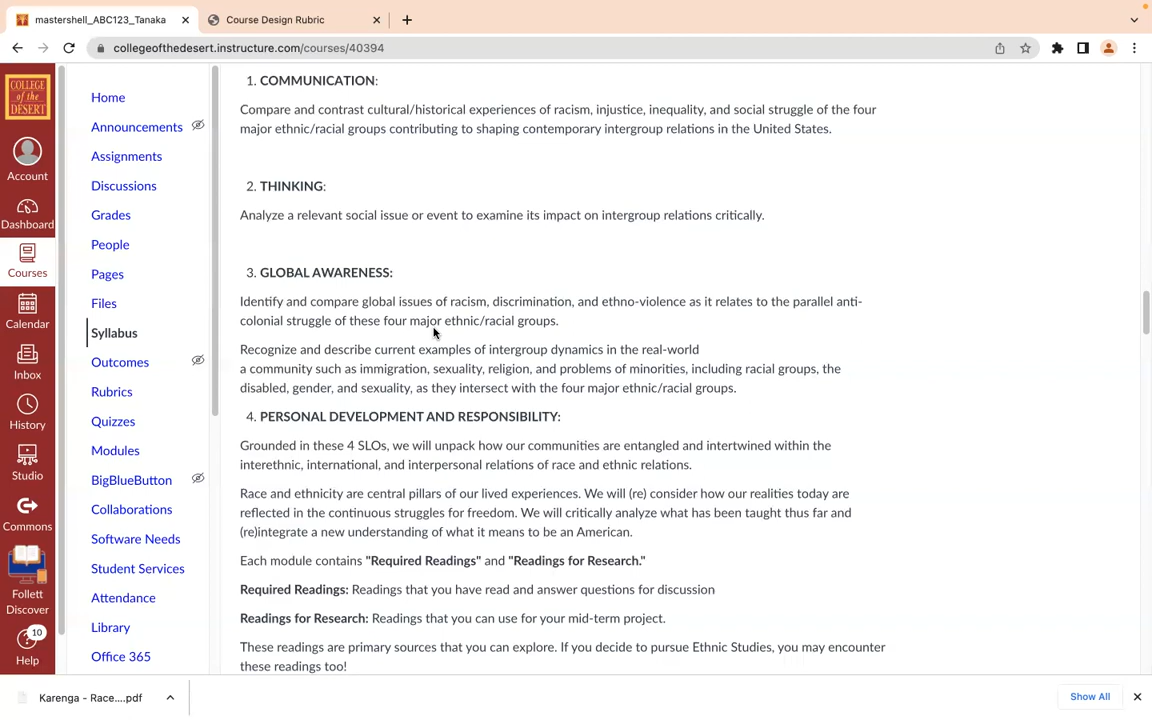 mastershell_ABC123_Tanaka
Course Design Rubric
collegeofthedesert.instructure.com/courses/40394
COLLEGE
of the
DESERT
Account
Dashboard
Courses
Calendar
Inbox
History
Studio
Commons
Follett
Discover
10
Help
Home
Announcements
Assignments
Discussions
Grades
People
Pages
Files
Syllabus
Outcomes
Rubrics
Quizzes
Modules
BigBlueButton
Collaborations
Software Needs
Student Services
Attendance
Library
Office 365
1. COMMUNICATION:
Compare and contrast cultural/historical experiences of racism, injustice, inequality, and social struggle of the four
major ethnic/racial groups contributing to shaping contemporary intergroup relations in the United States.
2. THINKING:
Analyze a relevant social issue or event to examine its impact on intergroup relations critically.
3. GLOBAL AWARENESS:
Identify and compare global issues of racism, discrimination, and ethno-violence as it relates to the parallel anti-
colonial struggle of these four major ethnic/racial groups.
Recognize and describe current examples of intergroup dynamics in the real-world
a community such as immigration, sexuality, religion, and problems of minorities, including racial groups, the
disabled, gender, and sexuality, as they intersect with the four major ethnic/racial groups.
4. PERSONAL DEVELOPMENT AND RESPONSIBILITY:
Grounded in these 4 SLOs, we will unpack how our communities are entangled and intertwined within the
interethnic, international, and interpersonal relations of race and ethnic relations.
Race and ethnicity are central pillars of our lived experiences. We will (re) consider how our realities today are
reflected in the continuous struggles for freedom. We will critically analyze what has been taught thus far and
(re)integrate a new understanding of what it means to be an American.
Each module contains "Required Readings" and "Readings for Research."
Required Readings: Readings that you have read and answer questions for discussion
Readings for Research: Readings that you can use for your mid-term project.
These readings are primary sources that you can explore. If you decide to pursue Ethnic Studies, you may encounter
these readings too!
Karenga - Race....pdf
Show All